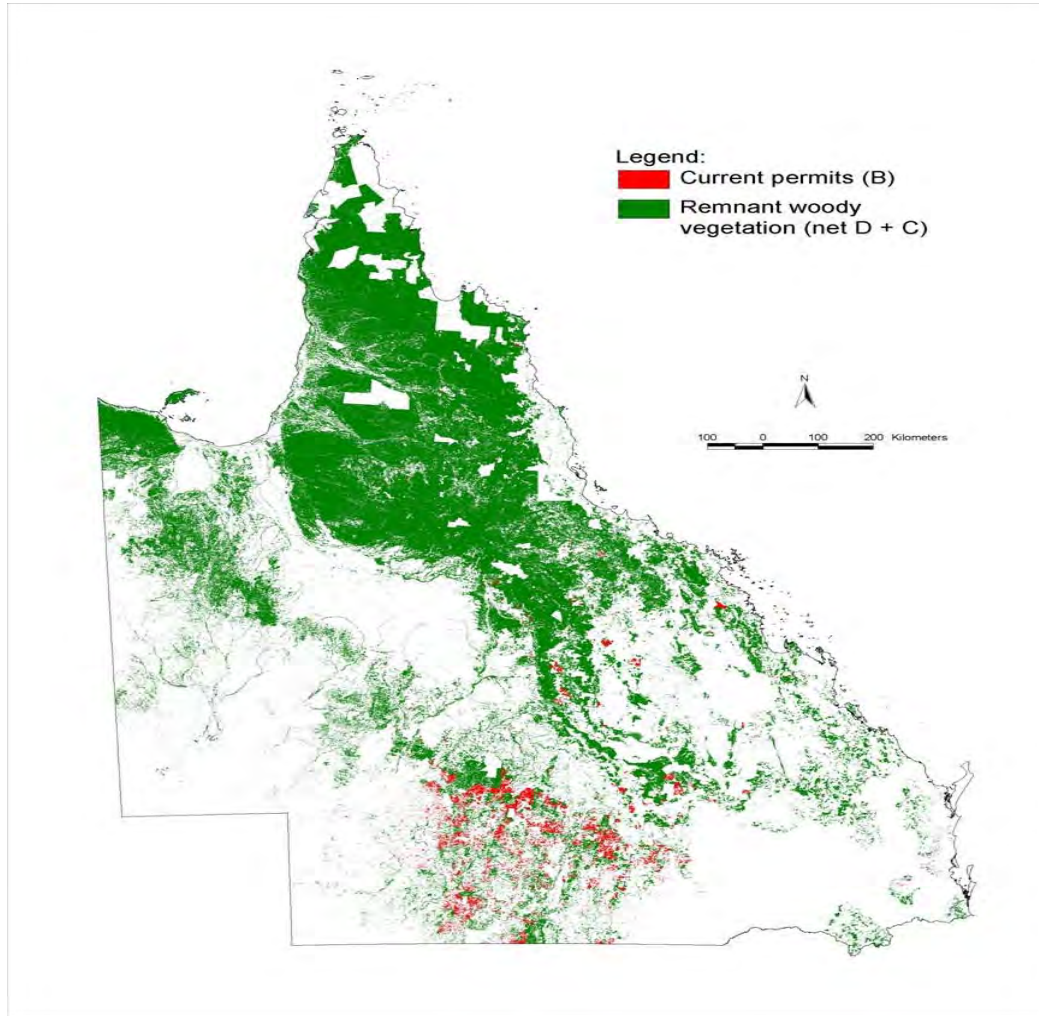 Legend:
Current permits (B)
Remnant woody
vegetation (net D + C)
N
100 0 100 200 Kilometers